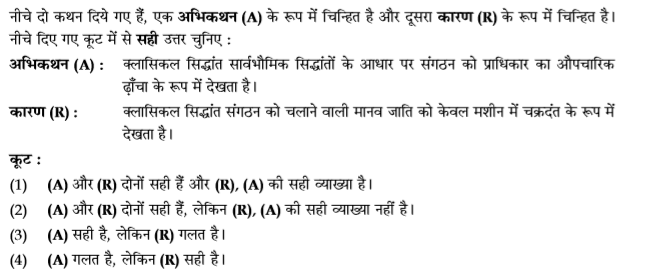 नीचे दो कथन दिये गए हैं, एक अभिकथन (A) के रूप में चिन्हित है और दूसरा कारण (R) के रूप में चिन्हित है।
नीचे दिए गए कूट में से सही उत्तर चुनिए :
अभिकथन (A) : क्लासिकल सिद्धांत सार्वभौमिक सिद्धांतों के आधार पर संगठन को प्राधिकार का औपचारिक
ढ़ाँचा के रूप में देखता है।
कारण (R) : क्लासिकल सिद्धांत संगठन को चलाने वाली मानव जाति को केवल मशीन में चक्रदंत के रूप में
देखता है।
कूट :
(1) (A) और (R) दोनों सही हैं और (R), (A) की सही व्याख्या है।
(2) (A) और (R) दोनों सही हैं, लेकिन (R), (A) की सही व्याख्या नहीं है।
(3) (A) सही है, लेकिन (R) गलत है।
(4) (A) गलत है, लेकिन (R) सही है।